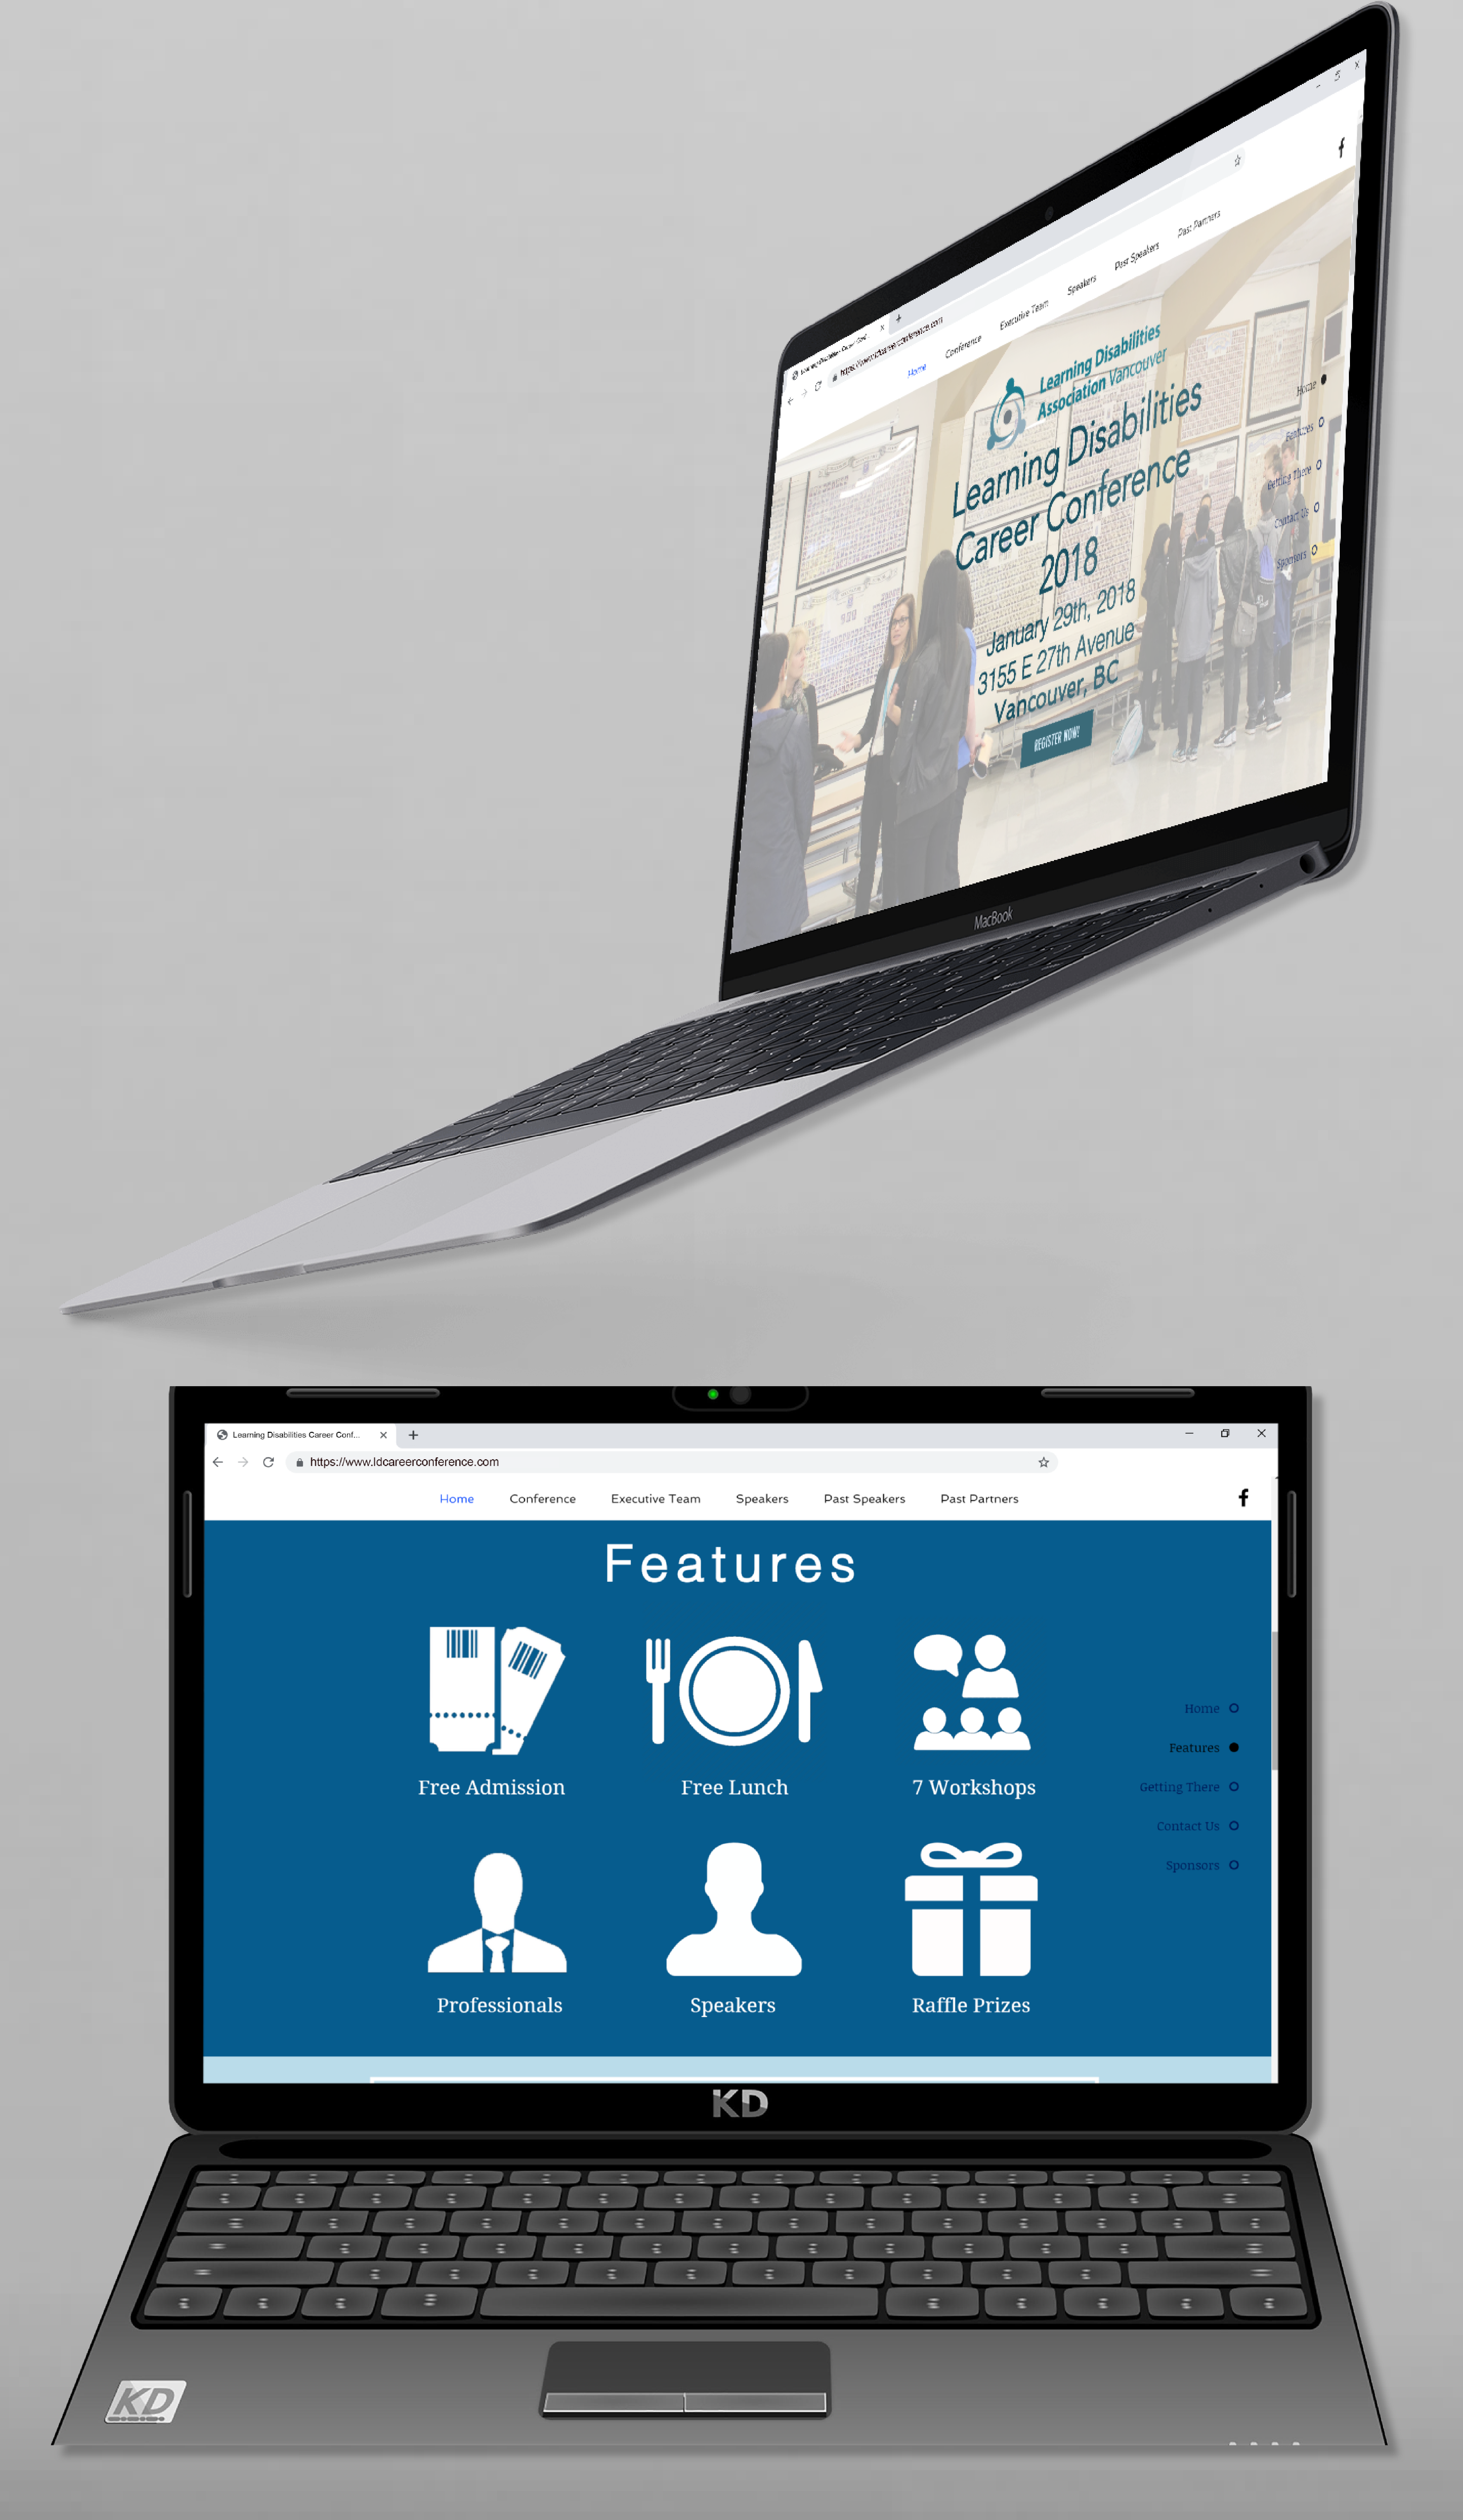 Learning Disabilities Career Conf...
https://www.ldcareerconference.com
Home Conference Executive Team Speakers Past Speakers Past Partners
Learning Disabilities
Association Vancouver
Learning Disabilities
Career Conference
2018
January 29th, 2018
3155 E 27th Avenue
Vancouver, BC
REGISTER NOW!
Home
Features
Getting There
Contact Us
Sponsors
MacBook
Learning Disabilities Career Conf...
https://www.ldcareerconference.com
Home Conference Executive Team Speakers Past Speakers Past Partners
Features
Free Admission Free Lunch 7 Workshops
Professionals Speakers Raffle Prizes
Home
Features
Getting There
Contact Us
Sponsors
KD
KD